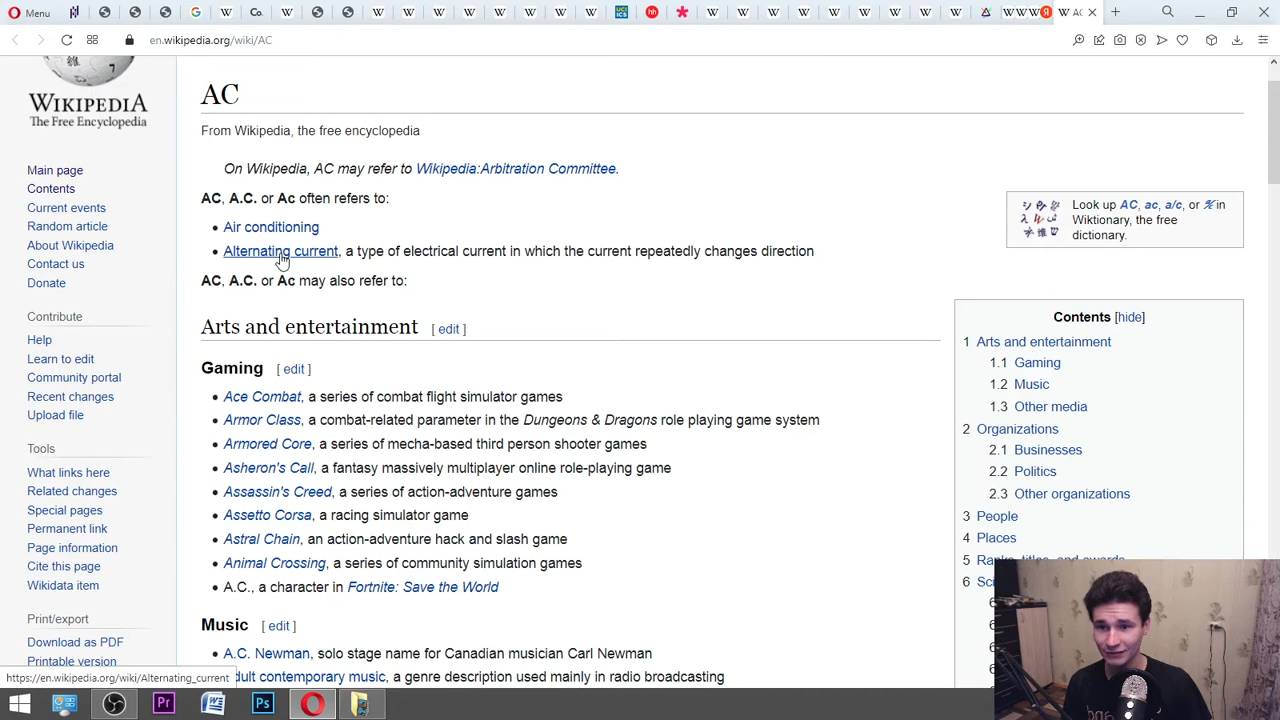 Menu
Co.
W W W Я
AC
en.wikipedia.org/wiki/AC
WIKIPEDIA
The Free Encyclopedia
Main page
Contents
Current events
Random article
About Wikipedia
Contact us
Donate
Contribute
Help
Learn to edit
Community portal
Recent changes
Upload file
Tools
What links here
Related changes
Special pages
Permanent link
Page information
Cite this page
Wikidata item
Print/export
Download as PDF
Printable version
https://en.wikipedia.org/wiki/Alternating_current
AC
From Wikipedia, the free encyclopedia
On Wikipedia, AC may refer to Wikipedia:Arbitration Committee.
AC, A.C. or Ac often refers to:
• Air conditioning
• Alternating current, a type of electrical current in which the current repeatedly changes direction
AC, A.C. or Ac may also refer to:
Arts and entertainment [ edit ]
Gaming [ edit ]
• Ace Combat, a series of combat flight simulator games
• Armor Class, a combat-related parameter in the Dungeons & Dragons role playing game system
• Armored Core, a series of mecha-based third person shooter games
• Asheron's Call, a fantasy massively multiplayer online role-playing game
• Assassin's Creed, a series of action-adventure games
• Assetto Corsa, a racing simulator game
• Astral Chain, an action-adventure hack and slash game
• Animal Crossing, a series of community simulation games
• A.C., a character in Fortnite: Save the World
Music [ edit ]
• A.C. Newman, solo stage name for Canadian musician Carl Newman
dult contemporary music, a genre description used mainly in radio broadcasting
Look up AC, ac, a/c, or ℀ in
Wiktionary, the free
dictionary.
Contents [hide]
1 Arts and entertainment
1.1 Gaming
1.2 Music
1.3 Other media
2 Organizations
2.1 Businesses
2.2 Politics
2.3 Other organizations
3 People
4 Places
5 Ranks, titles, and awards
6 Sci
Pr
Ps